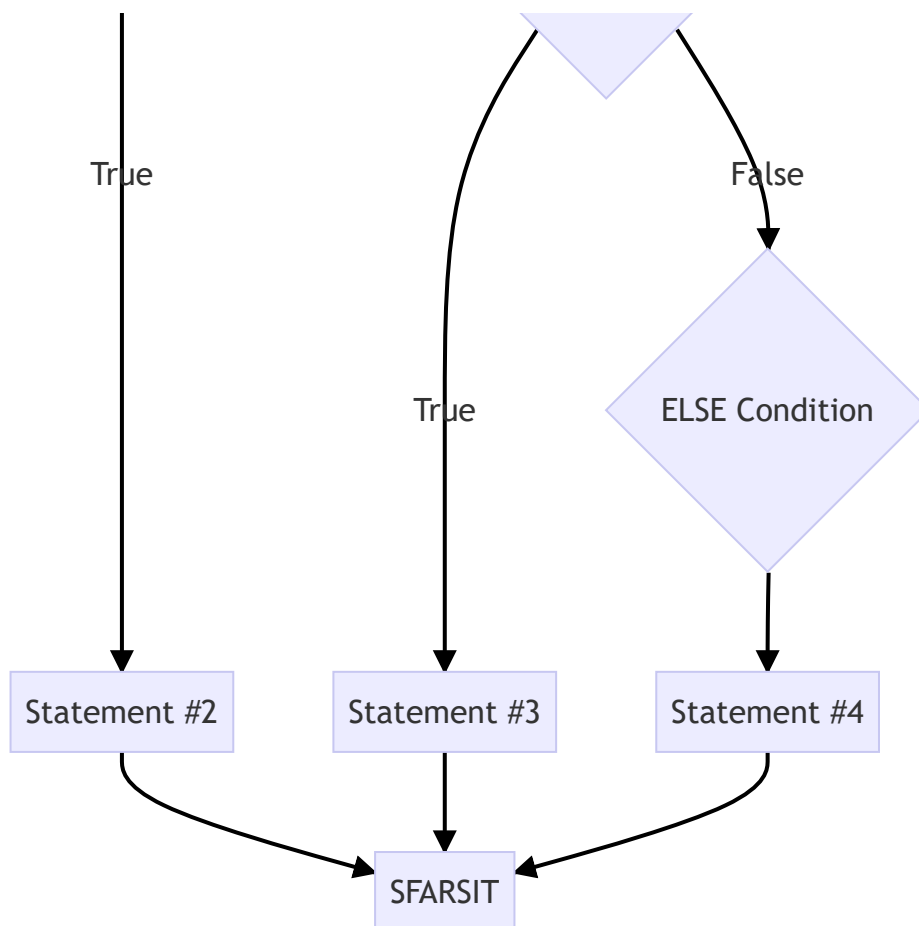 True
False
True
ELSE Condition
Statement #2
Statement #3
Statement #4
SFARSIT